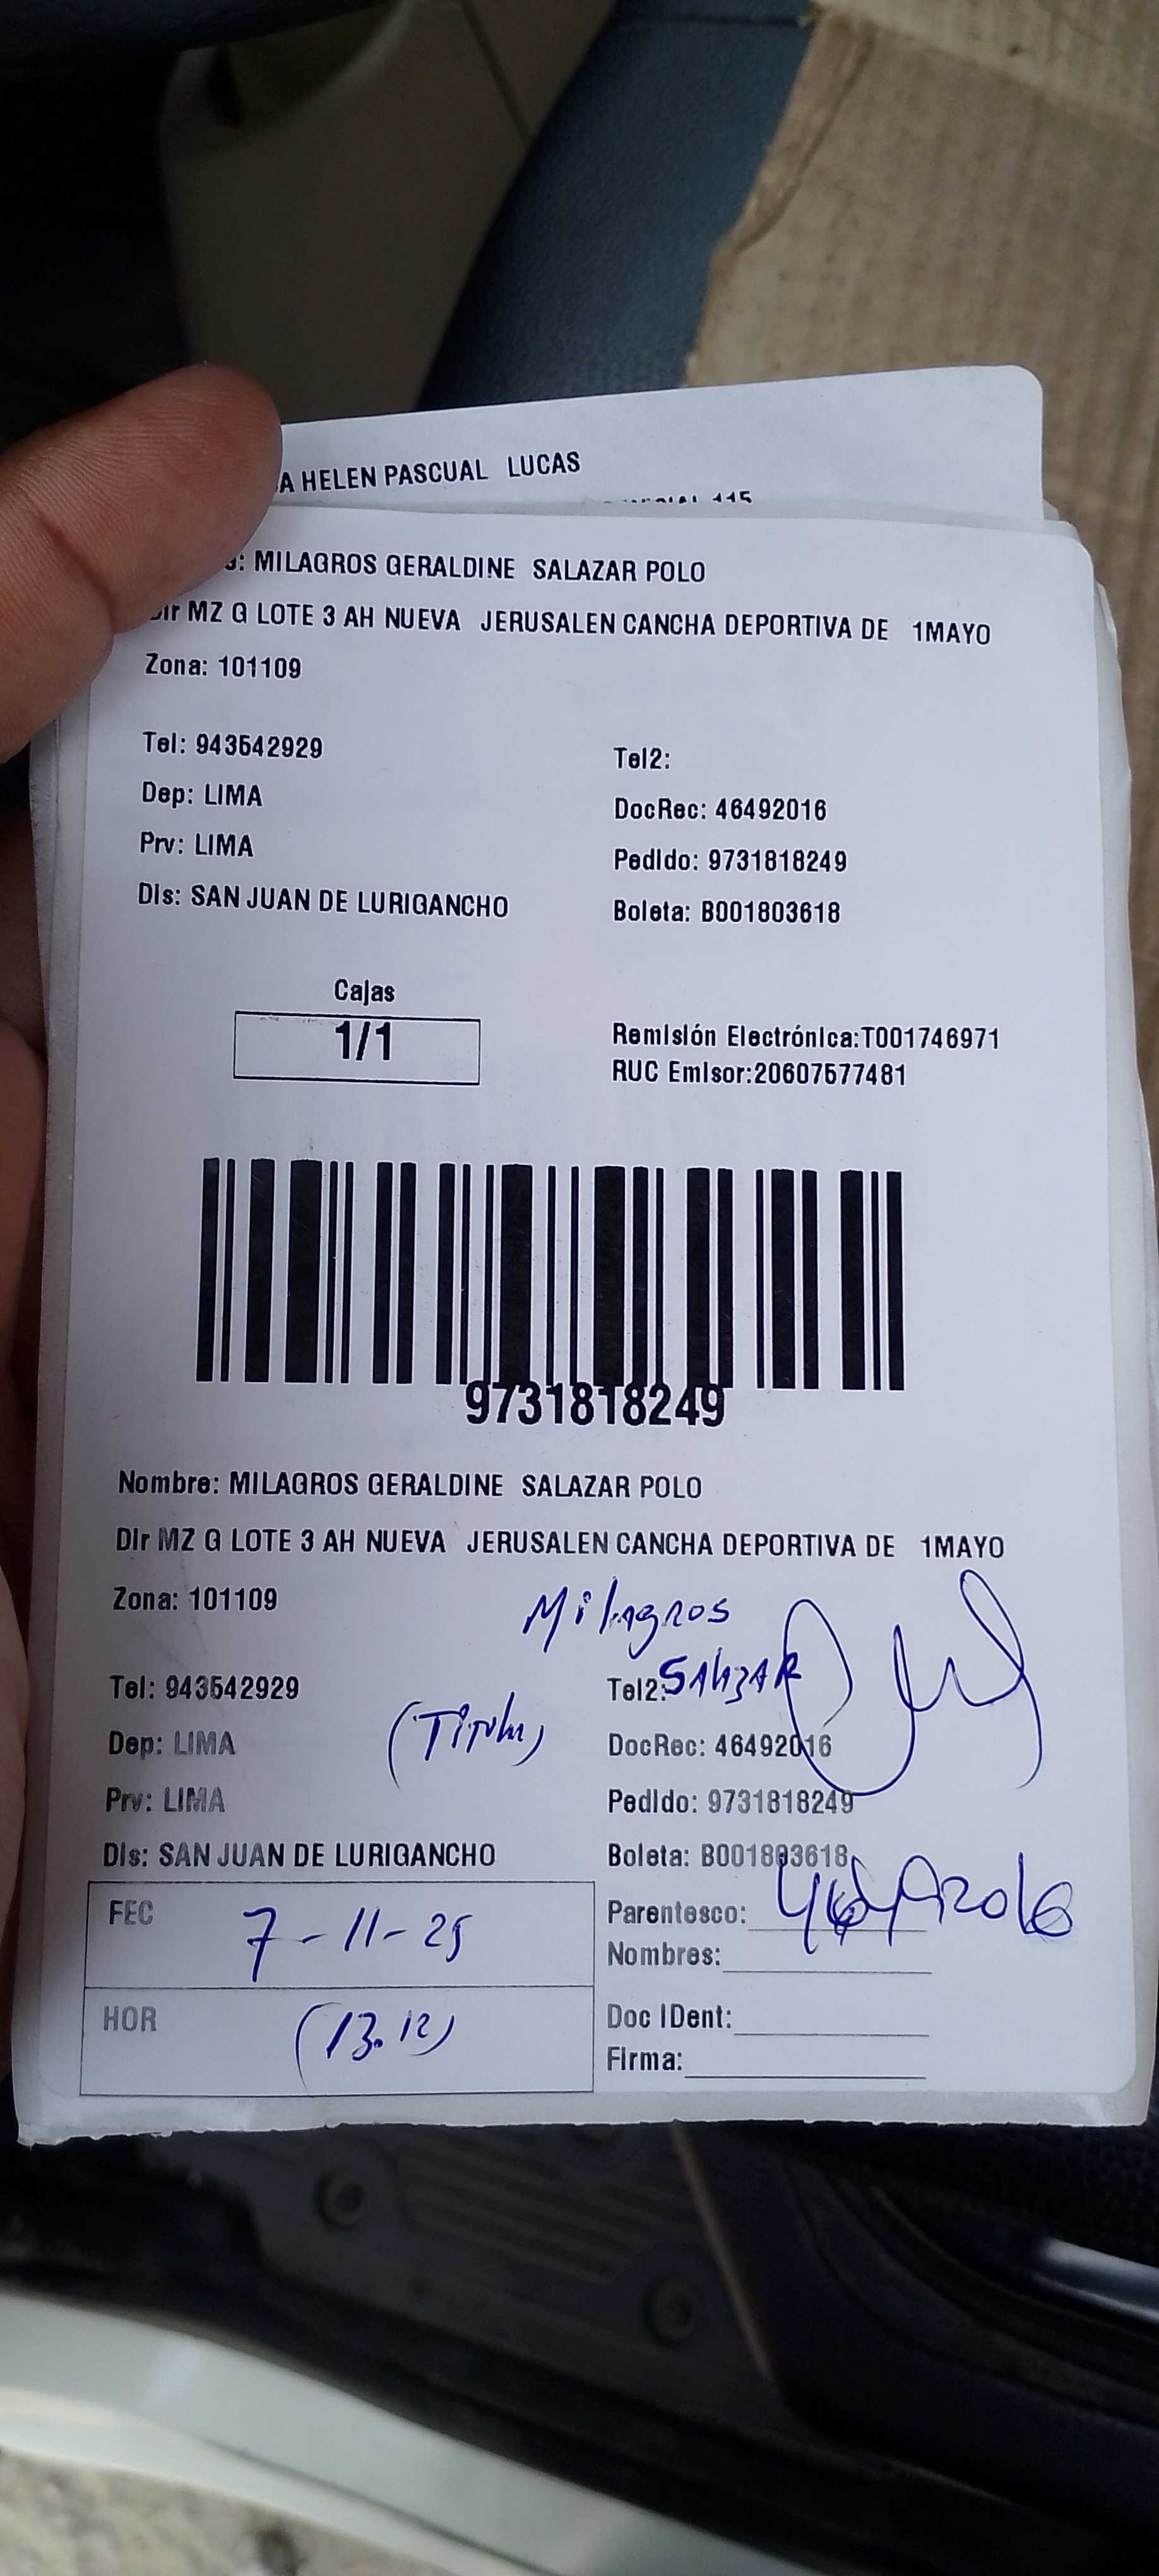 A HELEN PASCUAL LUCAS
115
: MILAGROS GERALDINE SALAZAR POLO
Dir MZ G LOTE 3 AH NUEVA JERUSALEN CANCHA DEPORTIVA DE 1MAYO
Zona: 101109
Tel: 943542929
Tel2:
Dep: LIMA
DocRec: 46492016
Prv: LIMA
Pedido: 9731818249
Dis: SAN JUAN DE LURIGANCHO
Boleta: B001803618
Cajas
1/1
Remisión Electrónica:T001746971
RUC Emisor:20607577481
9731818249
Nombre: MILAGROS GERALDINE SALAZAR POLO
Dir MZ G LOTE 3 AH NUEVA JERUSALEN CANCHA DEPORTIVA DE 1MAYO
Zona: 101109
Milagros
Tel: 943542929
Tel2: SALAZAR
Dep: LIMA
DocRec: 46492016
Prv: LIMA
Pedido: 9731818249
Dis: SAN JUAN DE LURIGANCHO
Boleta: B001803618
FEC 7-11-25
Parentesco:
Nombres:
HOR (13.12)
Doc IDent:
Firma: